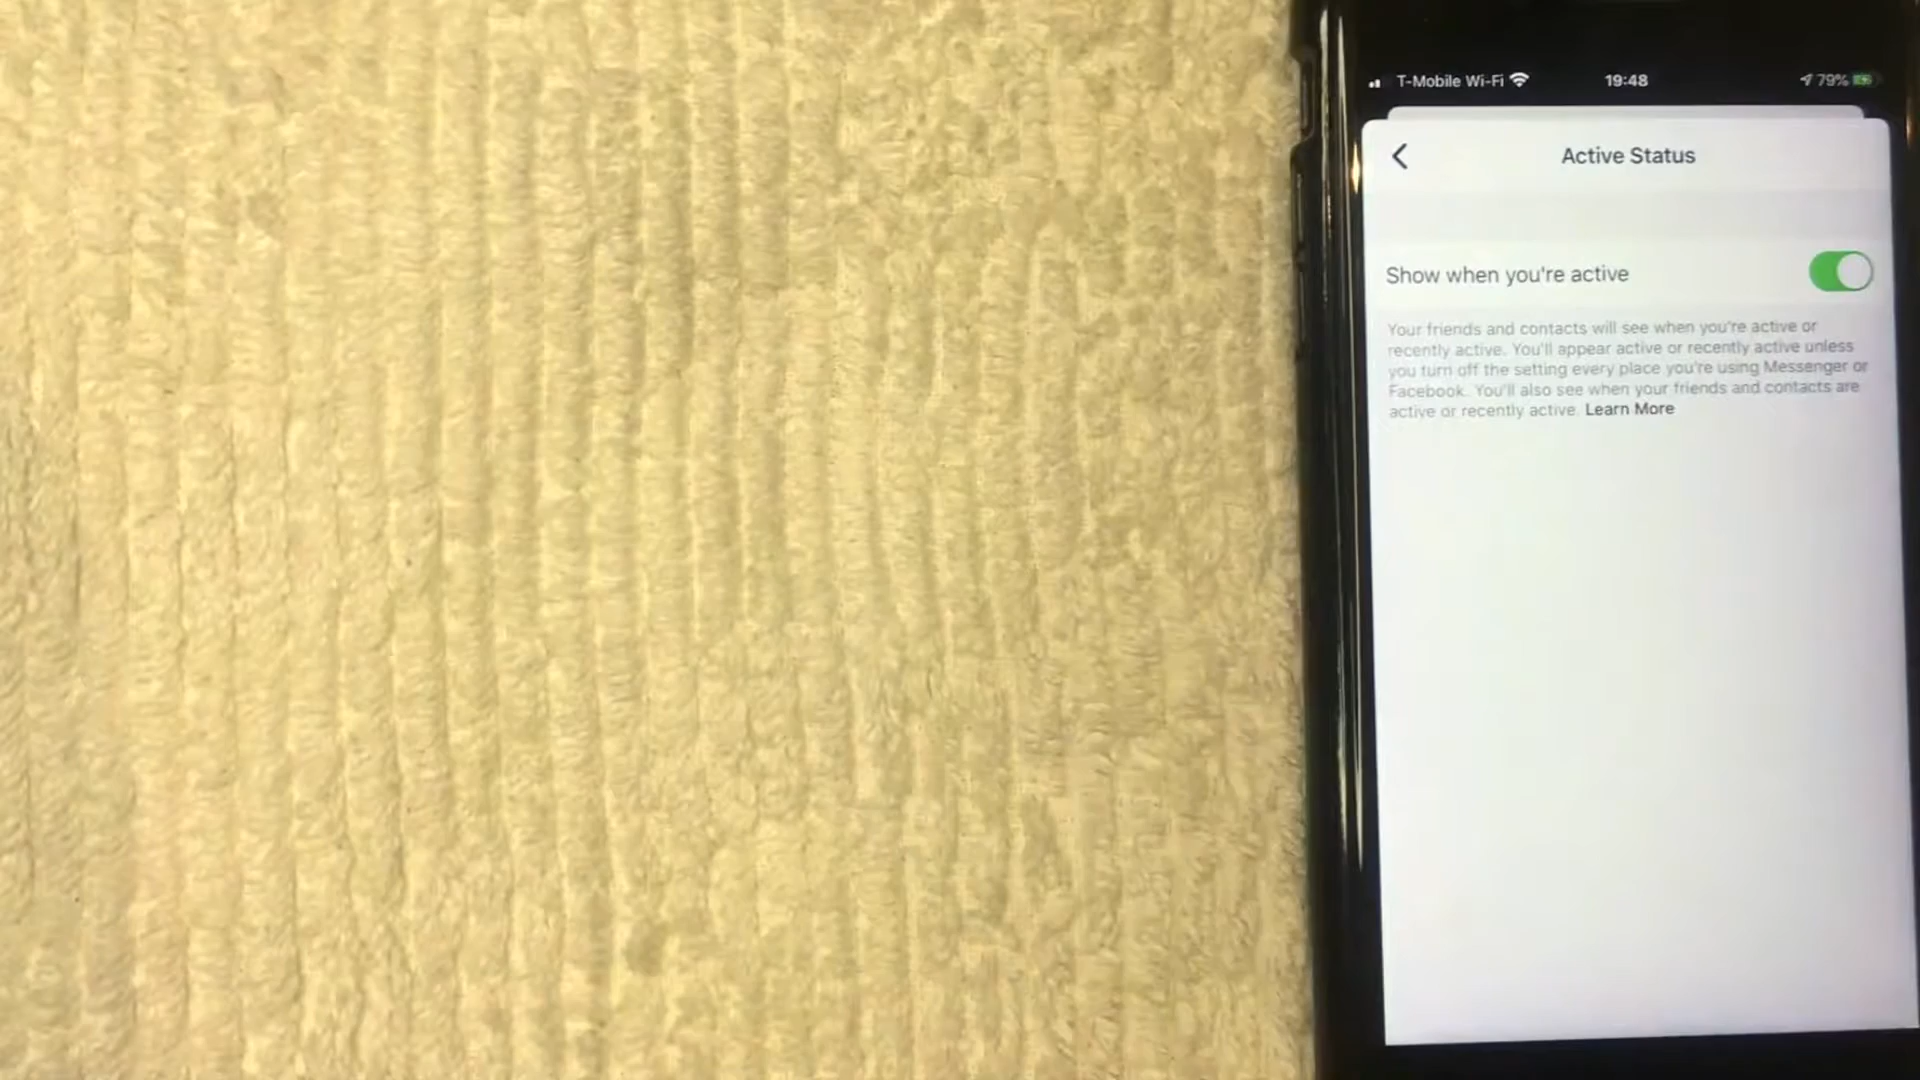 T-Mobile Wi-Fi 19:48 79%
Active Status
Show when you're active
Your friends and contacts will see when you're active or
recently active. You'll appear active or recently active unless
you turn off the setting every place you're using Messenger or
Facebook. You'll also see when your friends and contacts are
active or recently active. Learn More